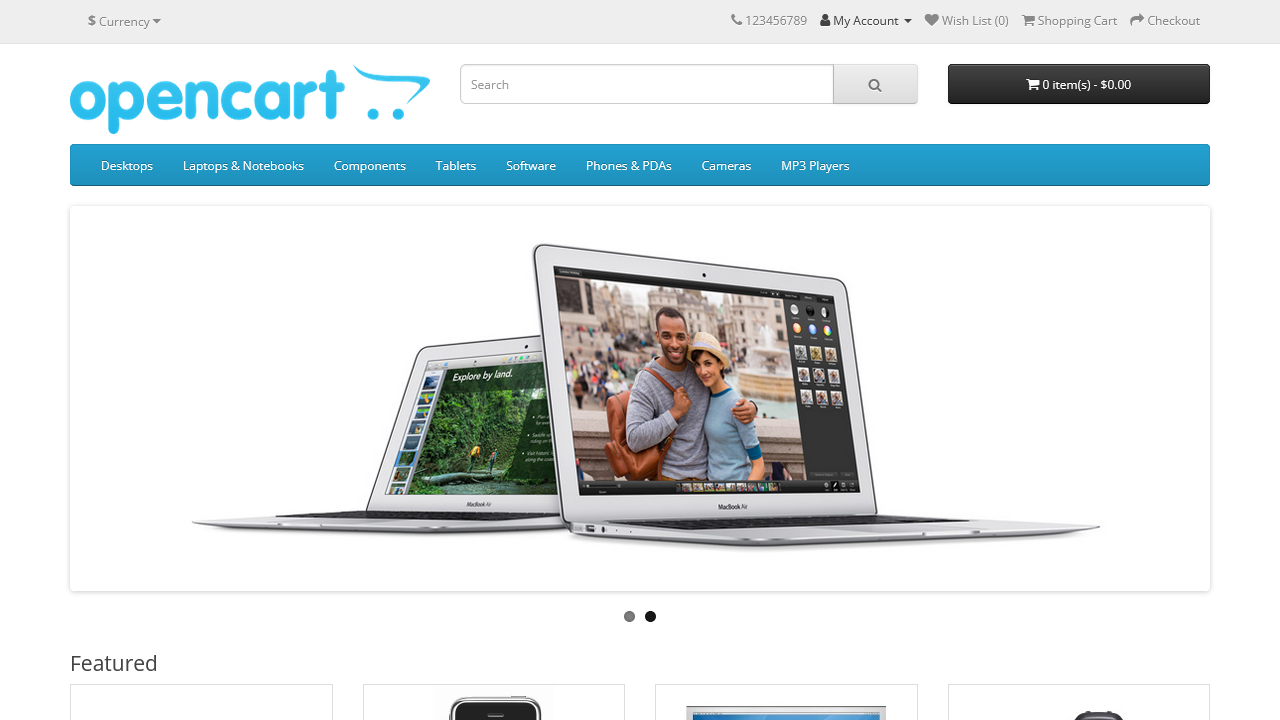 $ Currency
123456789 My Account Wish List (0) Shopping Cart Checkout
opencart
Search
0 item(s) - $0.00
Desktops Laptops & Notebooks Components Tablets Software Phones & PDAs Cameras MP3 Players
Explore by land.
MacBook Air
MacBook Air
Featured